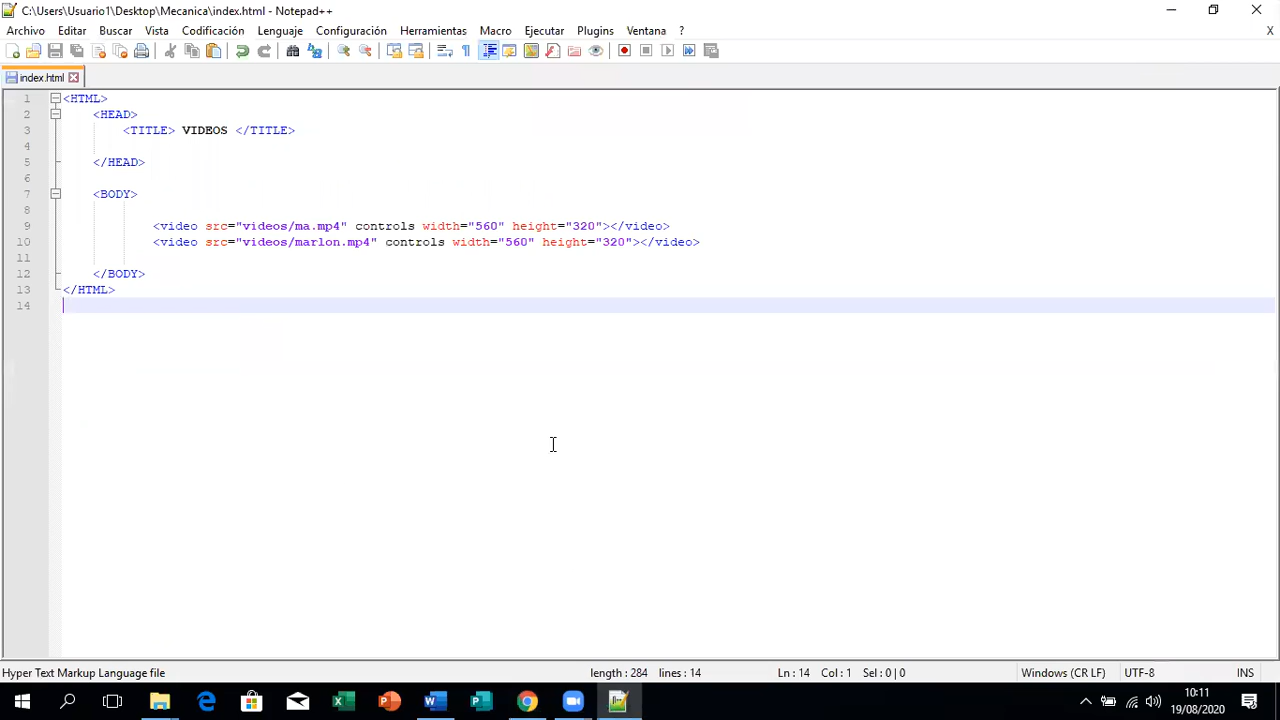 C:\Users\Usuario1\Desktop\Mecanica\index.html - Notepad++
Archivo Editar Buscar Vista Codificación Lenguaje Configuración Herramientas Macro Ejecutar Plugins Ventana ? X
index.html
1 <HTML>
2 <HEAD>
3 <TITLE> VIDEOS </TITLE>
4
5 </HEAD>
6
7 <BODY>
8
9 <video src="videos/ma.mp4" controls width="560" height="320"></video>
10 <video src="videos/marlon.mp4" controls width="560" height="320"></video>
11
12 </BODY>
13 </HTML>
14
Hyper Text Markup Language file length : 284 lines : 14 Ln : 14 Col : 1 Sel : 0 | 0 Windows (CR LF) UTF-8 INS
10:11
19/08/2020